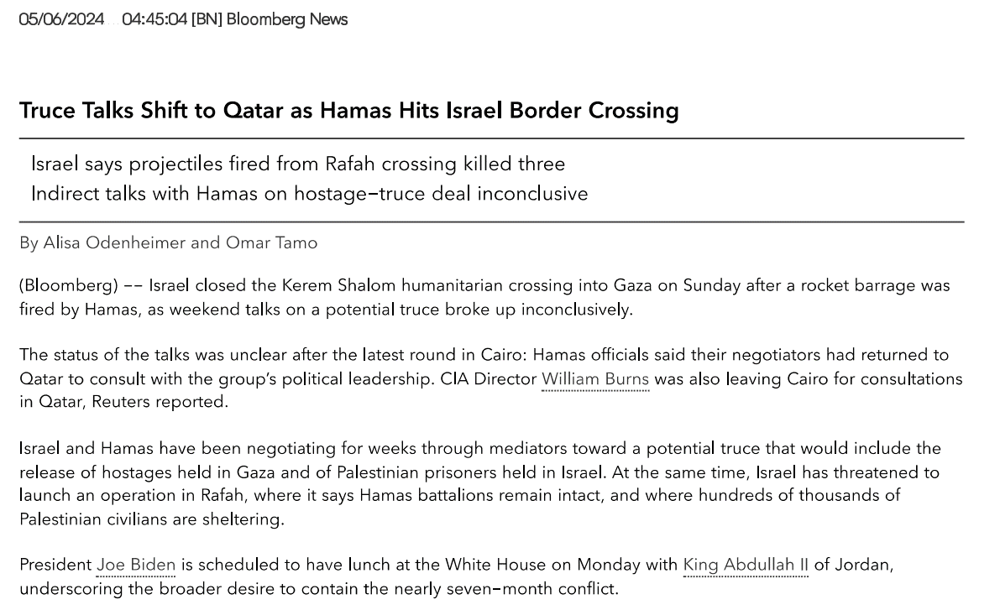 05/06/2024 04:45:04 [BN] Bloomberg News
Truce Talks Shift to Qatar as Hamas Hits Israel Border Crossing
Israel says projectiles fired from Rafah crossing killed three
Indirect talks with Hamas on hostage-truce deal inconclusive
By Alisa Odenheimer and Omar Tamo
(Bloomberg) -- Israel closed the Kerem Shalom humanitarian crossing into Gaza on Sunday after a rocket barrage was
fired by Hamas, as weekend talks on a potential truce broke up inconclusively.
The status of the talks was unclear after the latest round in Cairo: Hamas officials said their negotiators had returned to
Qatar to consult with the group's political leadership. CIA Director William Burns was also leaving Cairo for consultations
in Qatar, Reuters reported.
Israel and Hamas have been negotiating for weeks through mediators toward a potential truce that would include the
release of hostages held in Gaza and of Palestinian prisoners held in Israel. At the same time, Israel has threatened to
launch an operation in Rafah, where it says Hamas battalions remain intact, and where hundreds of thousands of
Palestinian civilians are sheltering.
President Joe Biden is scheduled to have lunch at the White House on Monday with King Abdullah II of Jordan,
underscoring the broader desire to contain the nearly seven-month conflict.